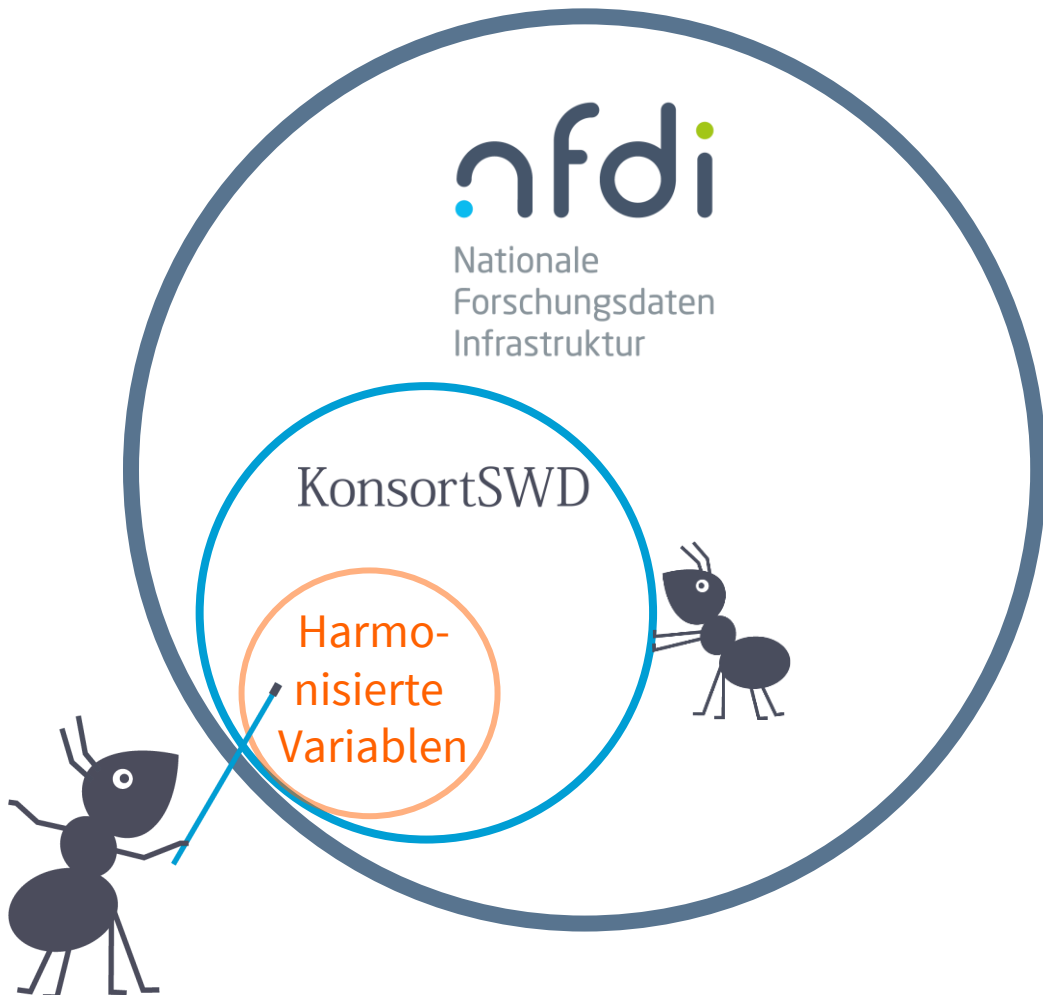 nfdi
Nationale
Forschungsdaten
Infrastruktur
KonsortSWD
Harmo-
nisierte
Variablen